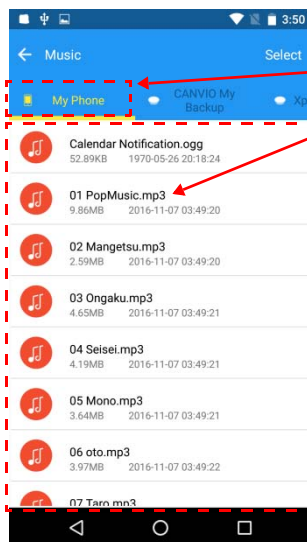 3:50
Music
Select
My Phone
CANVIO My
Backup
Xp
Calendar Notification.ogg
52.89KB 1970-05-26 20:18:24
01 PopMusic.mp3
9.86MB 2016-11-07 03:49:20
02 Mangetsu.mp3
2.59MB 2016-11-07 03:49:20
03 Ongaku.mp3
4.65MB 2016-11-07 03:49:21
04 Seisei.mp3
4.19MB 2016-11-07 03:49:21
05 Mono.mp3
3.64MB 2016-11-07 03:49:21
06 oto.mp3
3.97MB 2016-11-07 03:49:22
07 Taro.mp3